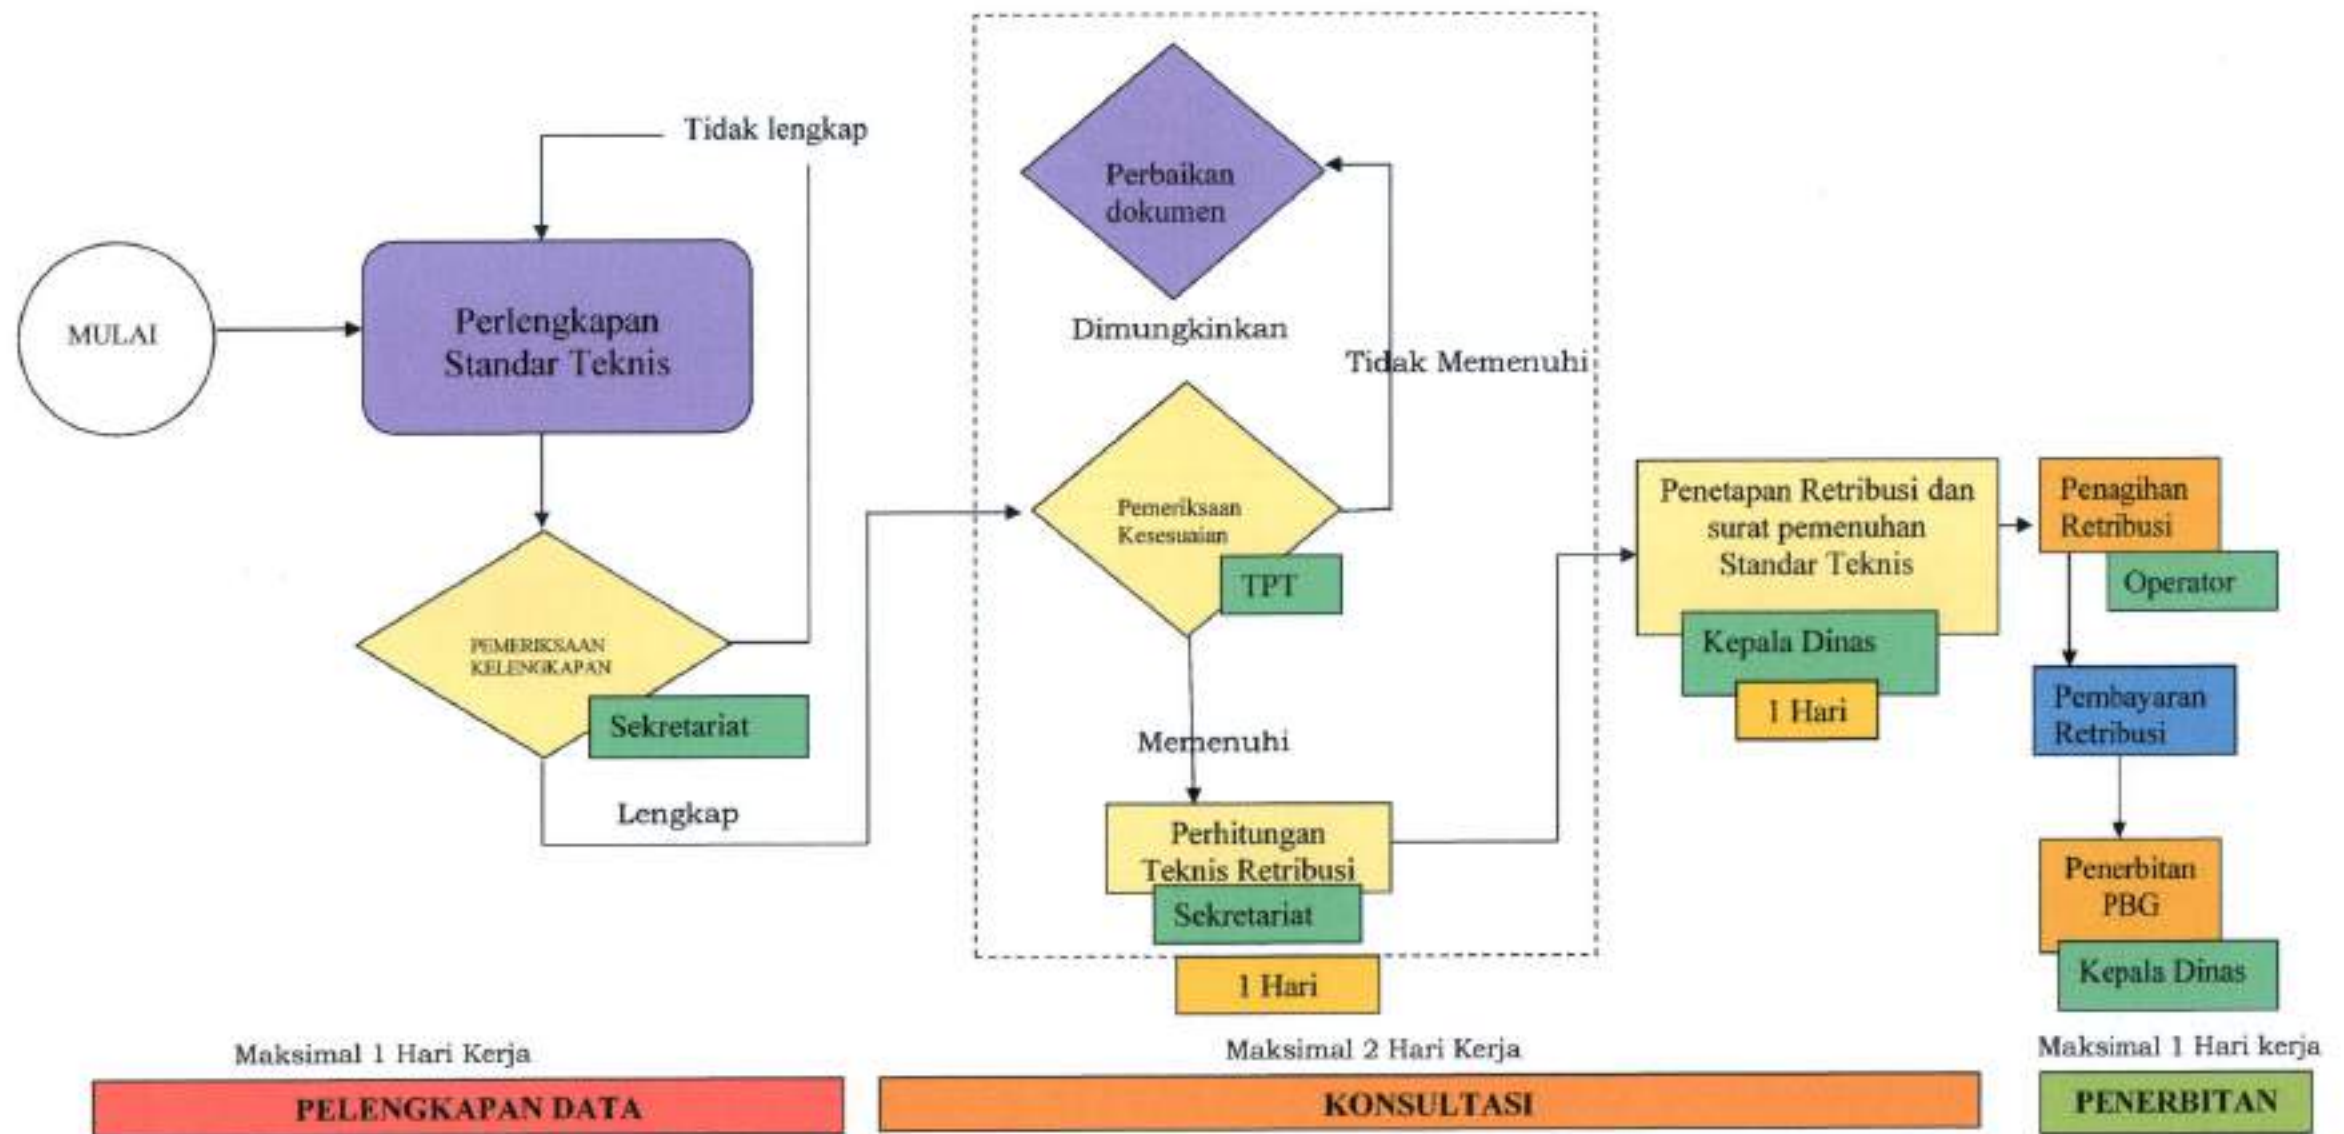 Tidak lengkap
MULAI
Perlengkapan
Standar Teknis
PEMERIKSAAN
KELENGKAPAN
Sekretariat
Lengkap
Perbaikan
dokumen
Dimungkinkan
Tidak Memenuhi
Pemeriksaan
Kesesuaian
TPT
Memenuhi
Perhitungan
Teknis Retribusi
Sekretariat
1 Hari
Penetapan Retribusi dan
surat pemenuhan
Standar Teknis
Kepala Dinas
1 Hari
Penagihan
Retribusi
Operator
Pembayaran
Retribusi
Penerbitan
PBG
Kepala Dinas
Maksimal 1 Hari Kerja
PELENGKAPAN DATA
Maksimal 2 Hari Kerja
KONSULTASI
Maksimal 1 Hari kerja
PENERBITAN